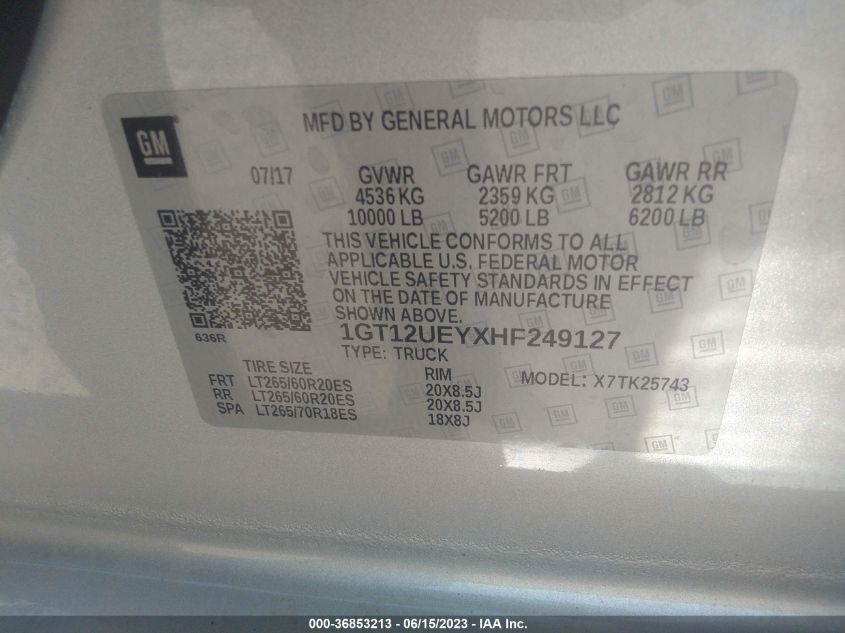 GM
MFD BY GENERAL MOTORS LLC
07/17 GVWR GAWR FRT GAWR RR
4536 KG 2359 KG 2812 KG
10000 LB 5200 LB 6200 LB
THIS VEHICLE CONFORMS TO ALL
APPLICABLE U.S. FEDERAL MOTOR
VEHICLE SAFETY STANDARDS IN EFFECT
ON THE DATE OF MANUFACTURE
SHOWN ABOVE.
636R
1GT12UEYXHF249127
TYPE: TRUCK
TIRE SIZE RIM MODEL: X7TK25743
FRT LT265/60R20ES 20X8.5J
RR LT265/60R20ES 20X8.5J
SPA LT265/70R18ES 18X8J
000-36853213 - 06/15/2023 - IAA Inc.